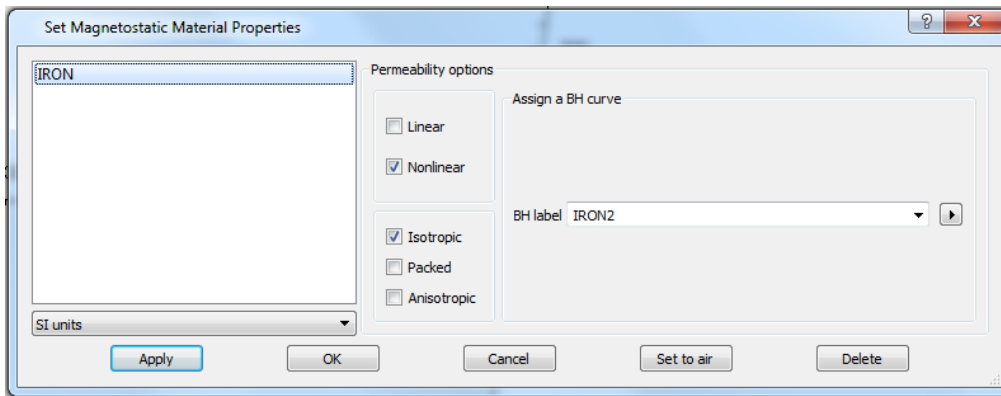 Set Magnetostatic Material Properties
IRON
SI units
Permeability options
Linear
Nonlinear
Isotropic
Packed
Anisotropic
Assign a BH curve
BH label IRON2
Apply OK Cancel Set to air Delete